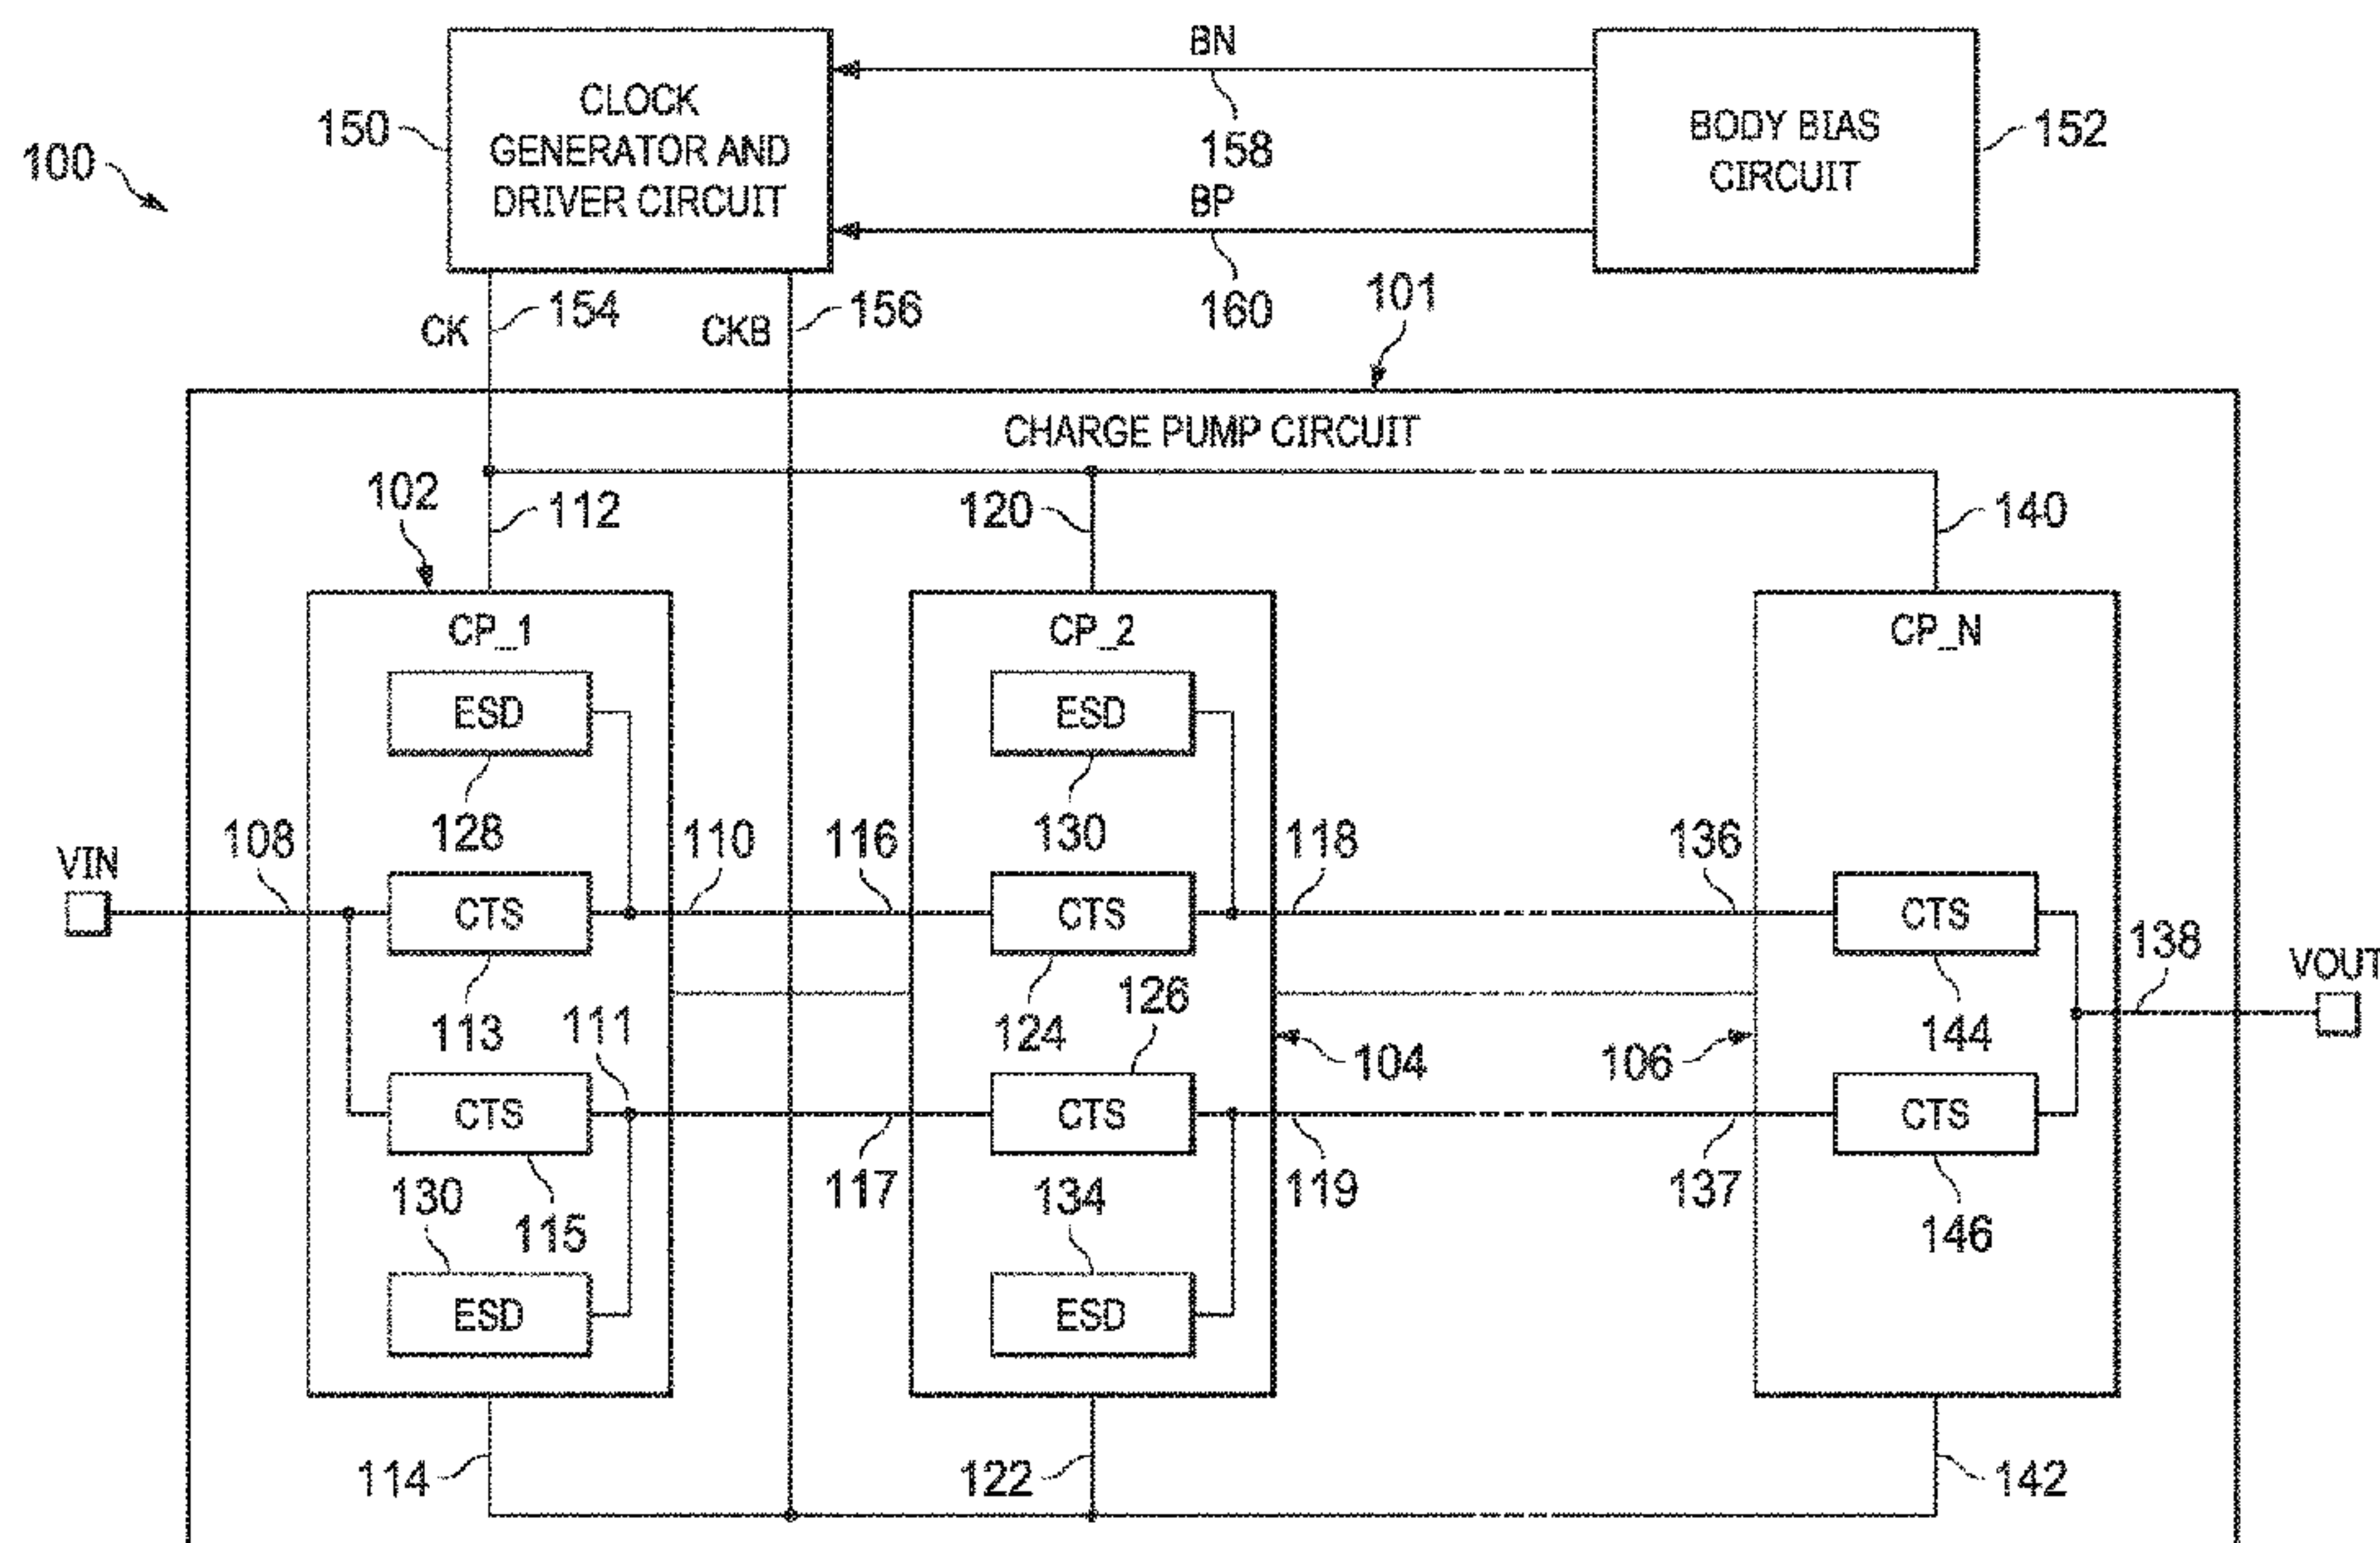 BN
CLOCK
GENERATOR AND
DRIVER CIRCUIT
150
158
BODY BIAS
CIRCUIT
152
100
BP
160
101
CK
154
CKB
156
CHARGE PUMP CIRCUIT
102
112
120
140
CP_1
CP_2
CP_N
ESD
ESD
128
130
VIN
108
110
116
118
136
CTS
CTS
CTS
138
VOUT
113
111
124
126
104
106
144
CTS
CTS
CTS
130
115
117
134
119
137
146
ESD
ESD
114
122
142